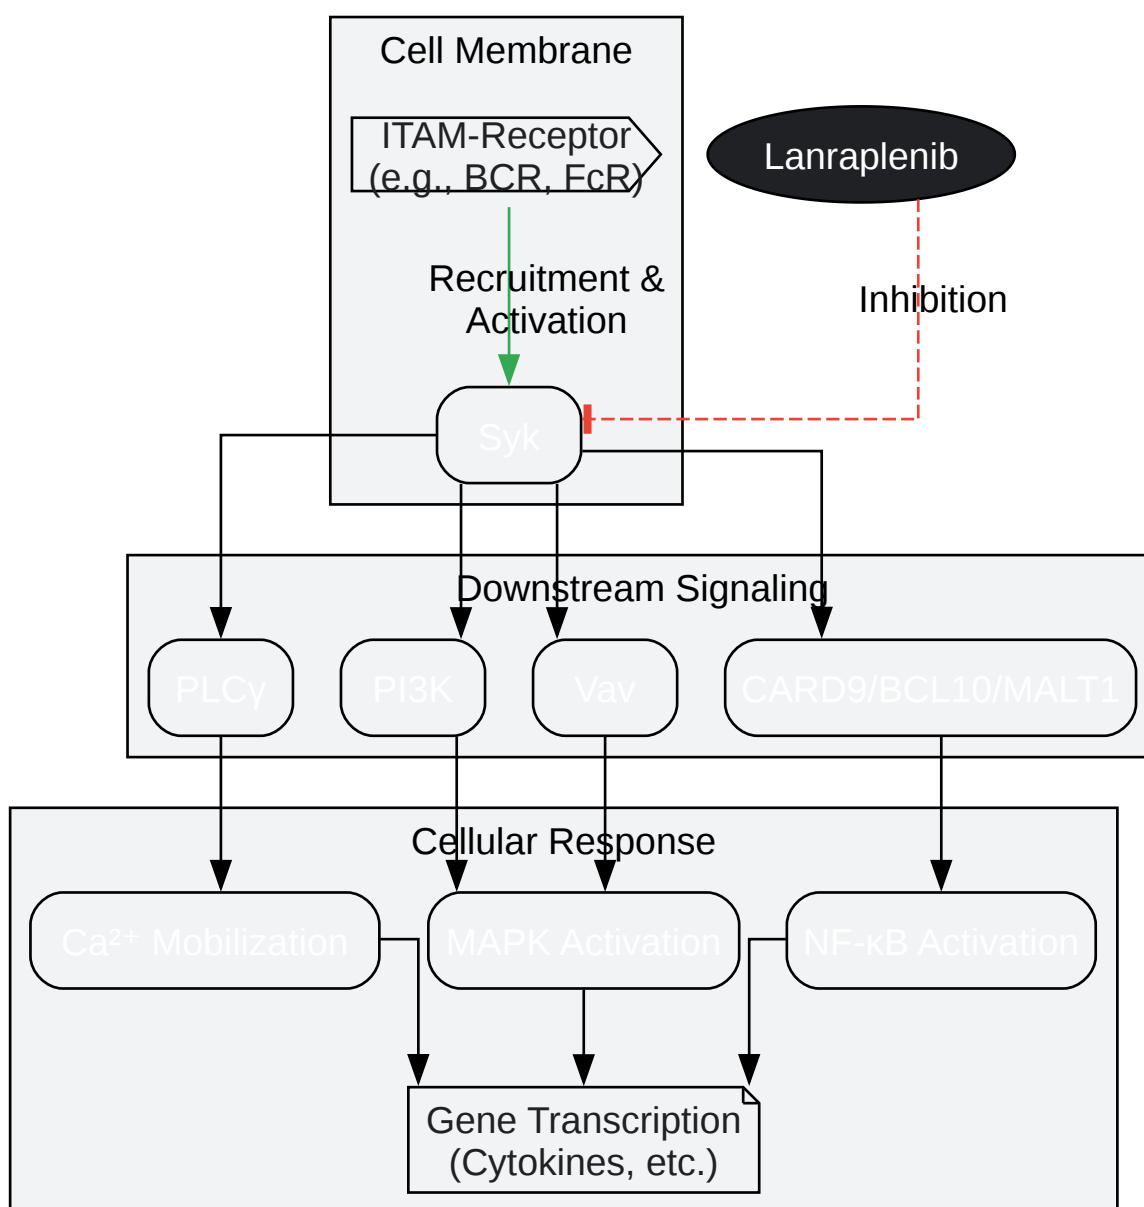 Cell Membrane
ITAM-Receptor
(e.g., BCR, FcR)
Lanraplenib
Recruitment &
Activation
Inhibition
Syk
Downstream Signaling
PLCγ
PI3K
Vav
CARD9/BCL10/MALT1
Cellular Response
Ca²⁺ Mobilization
MAPK Activation
NF-κB Activation
Gene Transcription
(Cytokines, etc.)